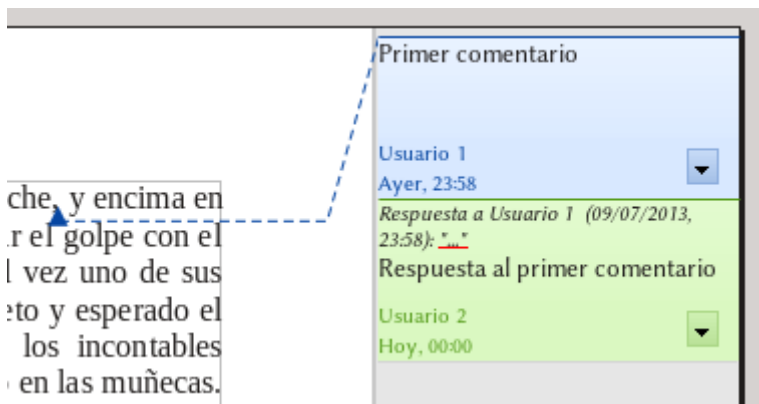 Primer comentario
Usuario 1
Ayer, 23:58
Respuesta a Usuario 1 (09/07/2013,
23:58): "..."
Respuesta al primer comentario
Usuario 2
Hoy, 00:00
che, y encima en
r el golpe con el
l vez uno de sus
eto y esperado el
los incontables
en las muñecas.